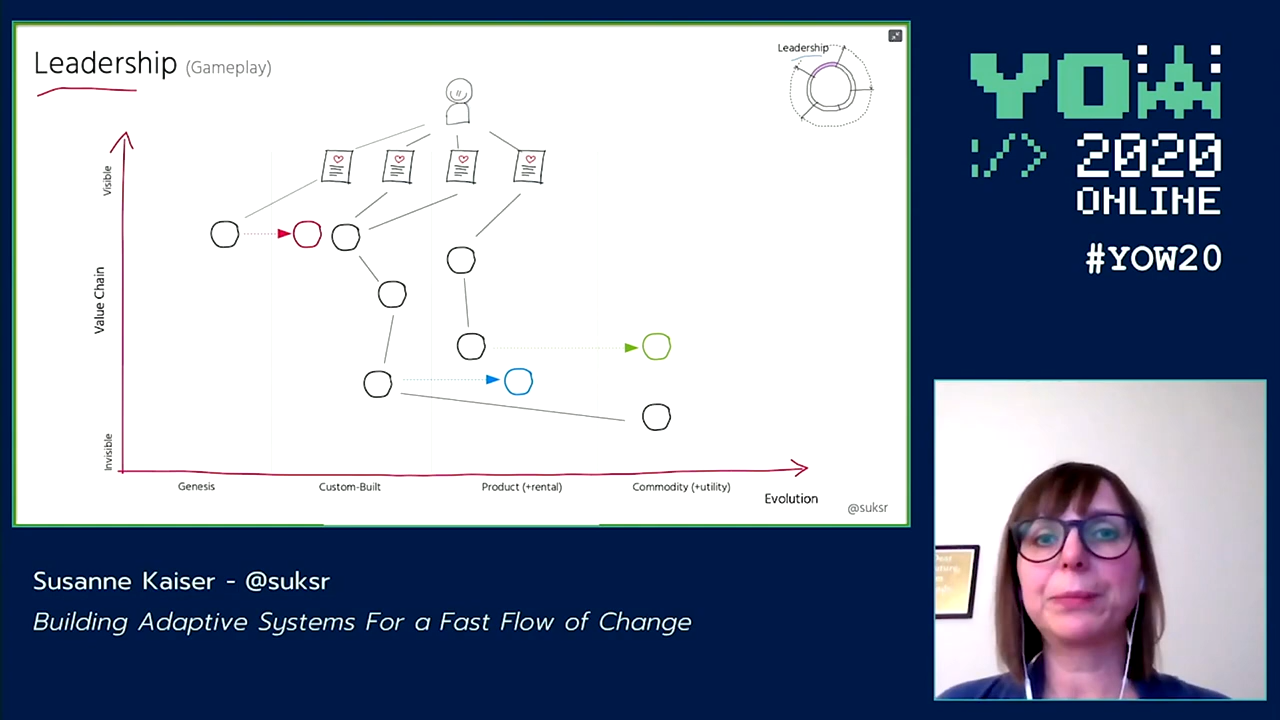 Leadership (Gameplay)
Leadership
Visible
Value Chain
Invisible
Genesis
Custom-Built
Product (+rental)
Commodity (+utility)
Evolution
@suksr
YOW
:/>
2020
ONLINE
#YOW20
Susanne Kaiser - @suksr
Building Adaptive Systems For a Fast Flow of Change